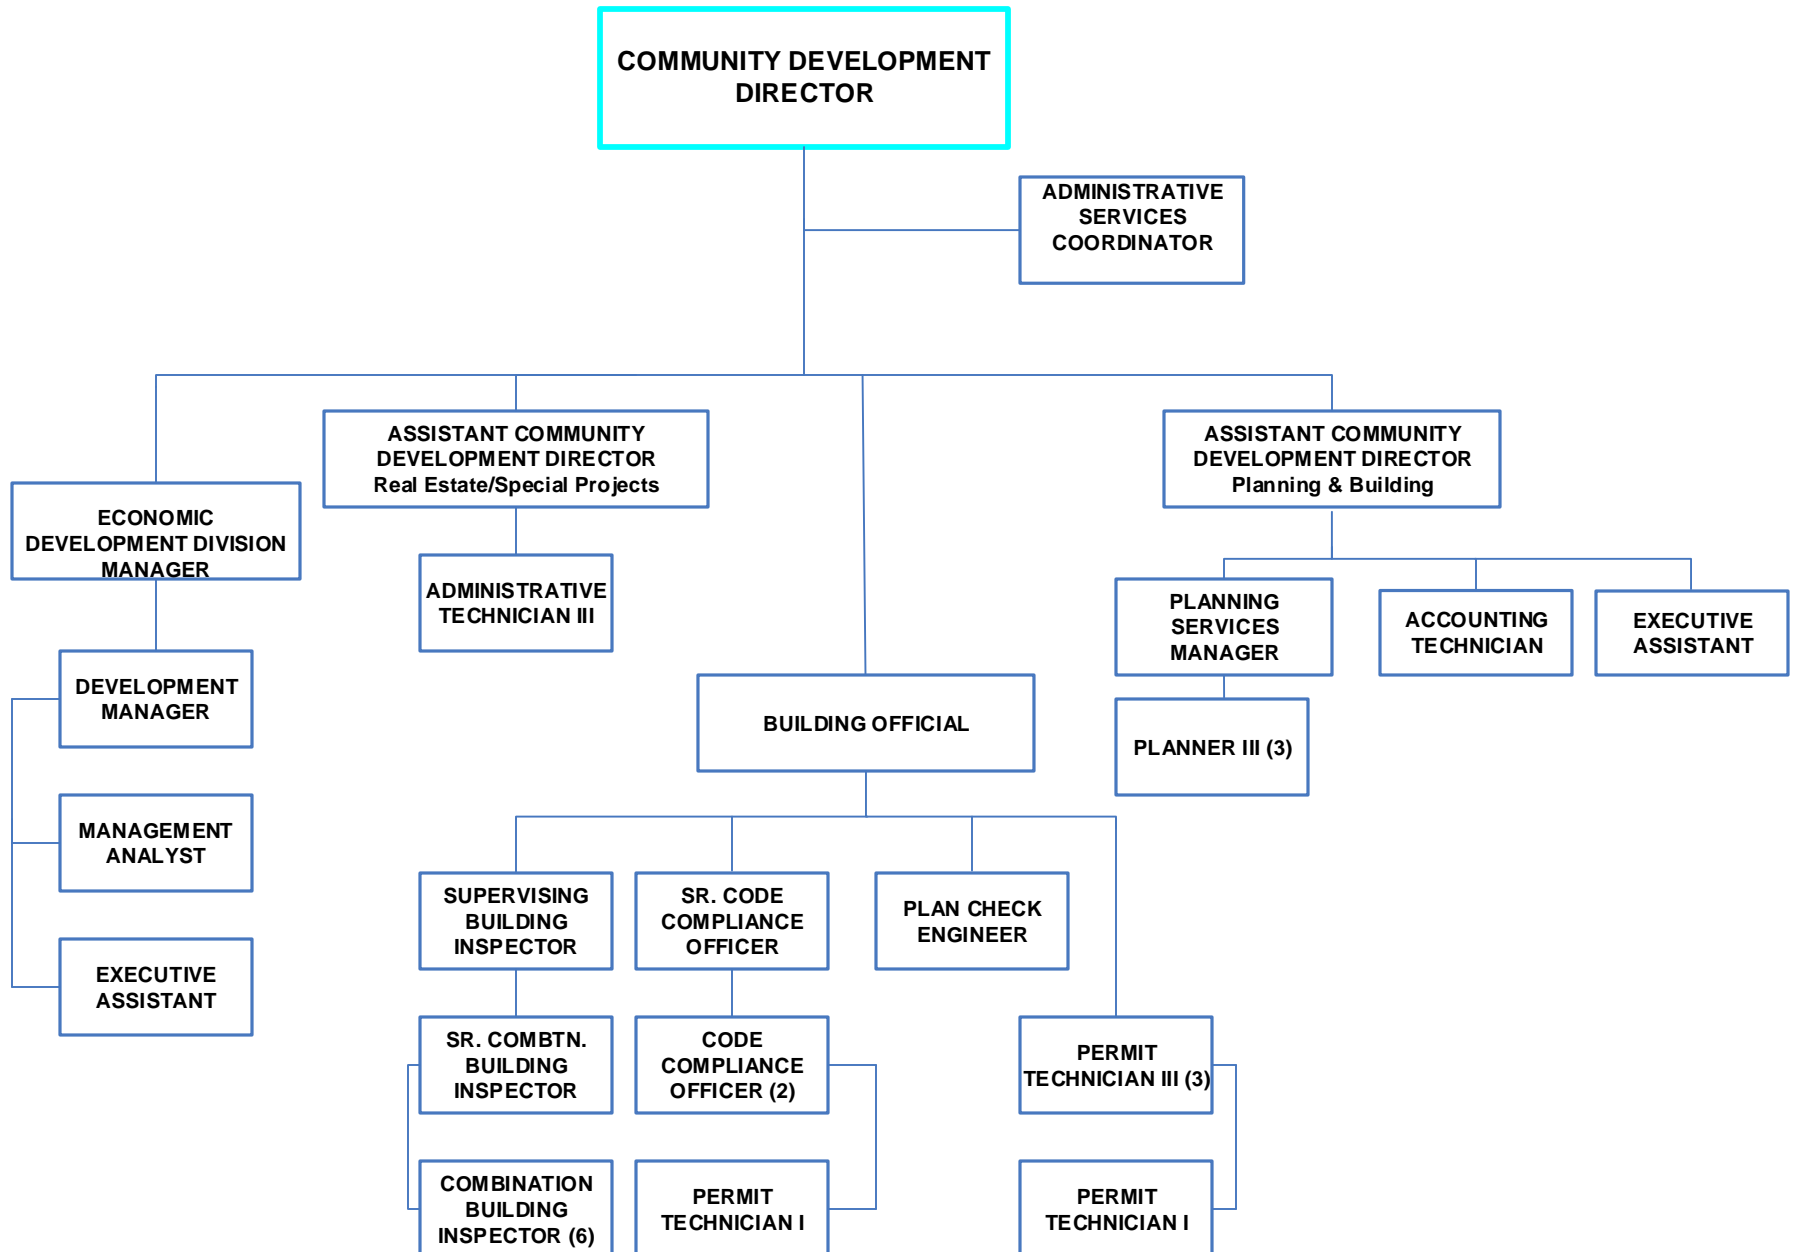 COMMUNITY DEVELOPMENT
DIRECTOR
ADMINISTRATIVE
SERVICES
COORDINATOR
ECONOMIC
DEVELOPMENT DIVISION
MANAGER
ASSISTANT COMMUNITY
DEVELOPMENT DIRECTOR
Real Estate/Special Projects
ASSISTANT COMMUNITY
DEVELOPMENT DIRECTOR
Planning & Building
ADMINISTRATIVE
TECHNICIAN III
PLANNING
SERVICES
MANAGER
ACCOUNTING
TECHNICIAN
EXECUTIVE
ASSISTANT
DEVELOPMENT
MANAGER
BUILDING OFFICIAL
PLANNER III (3)
MANAGEMENT
ANALYST
EXECUTIVE
ASSISTANT
SUPERVISING
BUILDING
INSPECTOR
SR. CODE
COMPLIANCE
OFFICER
PLAN CHECK
ENGINEER
SR. COMBTN.
BUILDING
INSPECTOR
CODE
COMPLIANCE
OFFICER (2)
PERMIT
TECHNICIAN III (3)
COMBINATION
BUILDING
INSPECTOR (6)
PERMIT
TECHNICIAN I
PERMIT
TECHNICIAN I